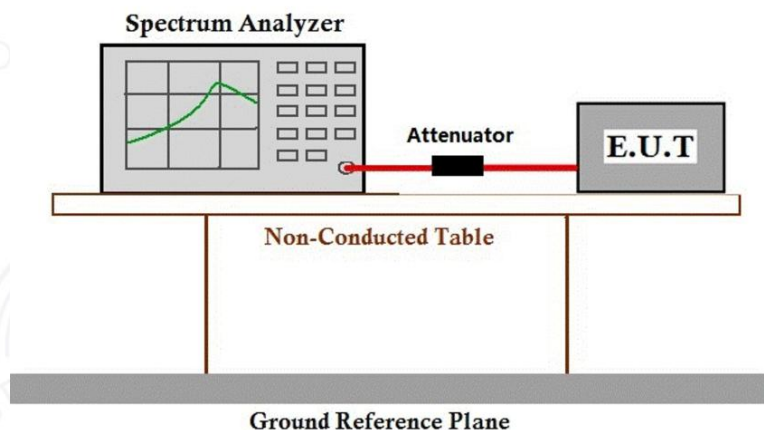 Spectrum Analyzer
Attenuator
E.U.T
Non-Conducted Table
Ground Reference Plane